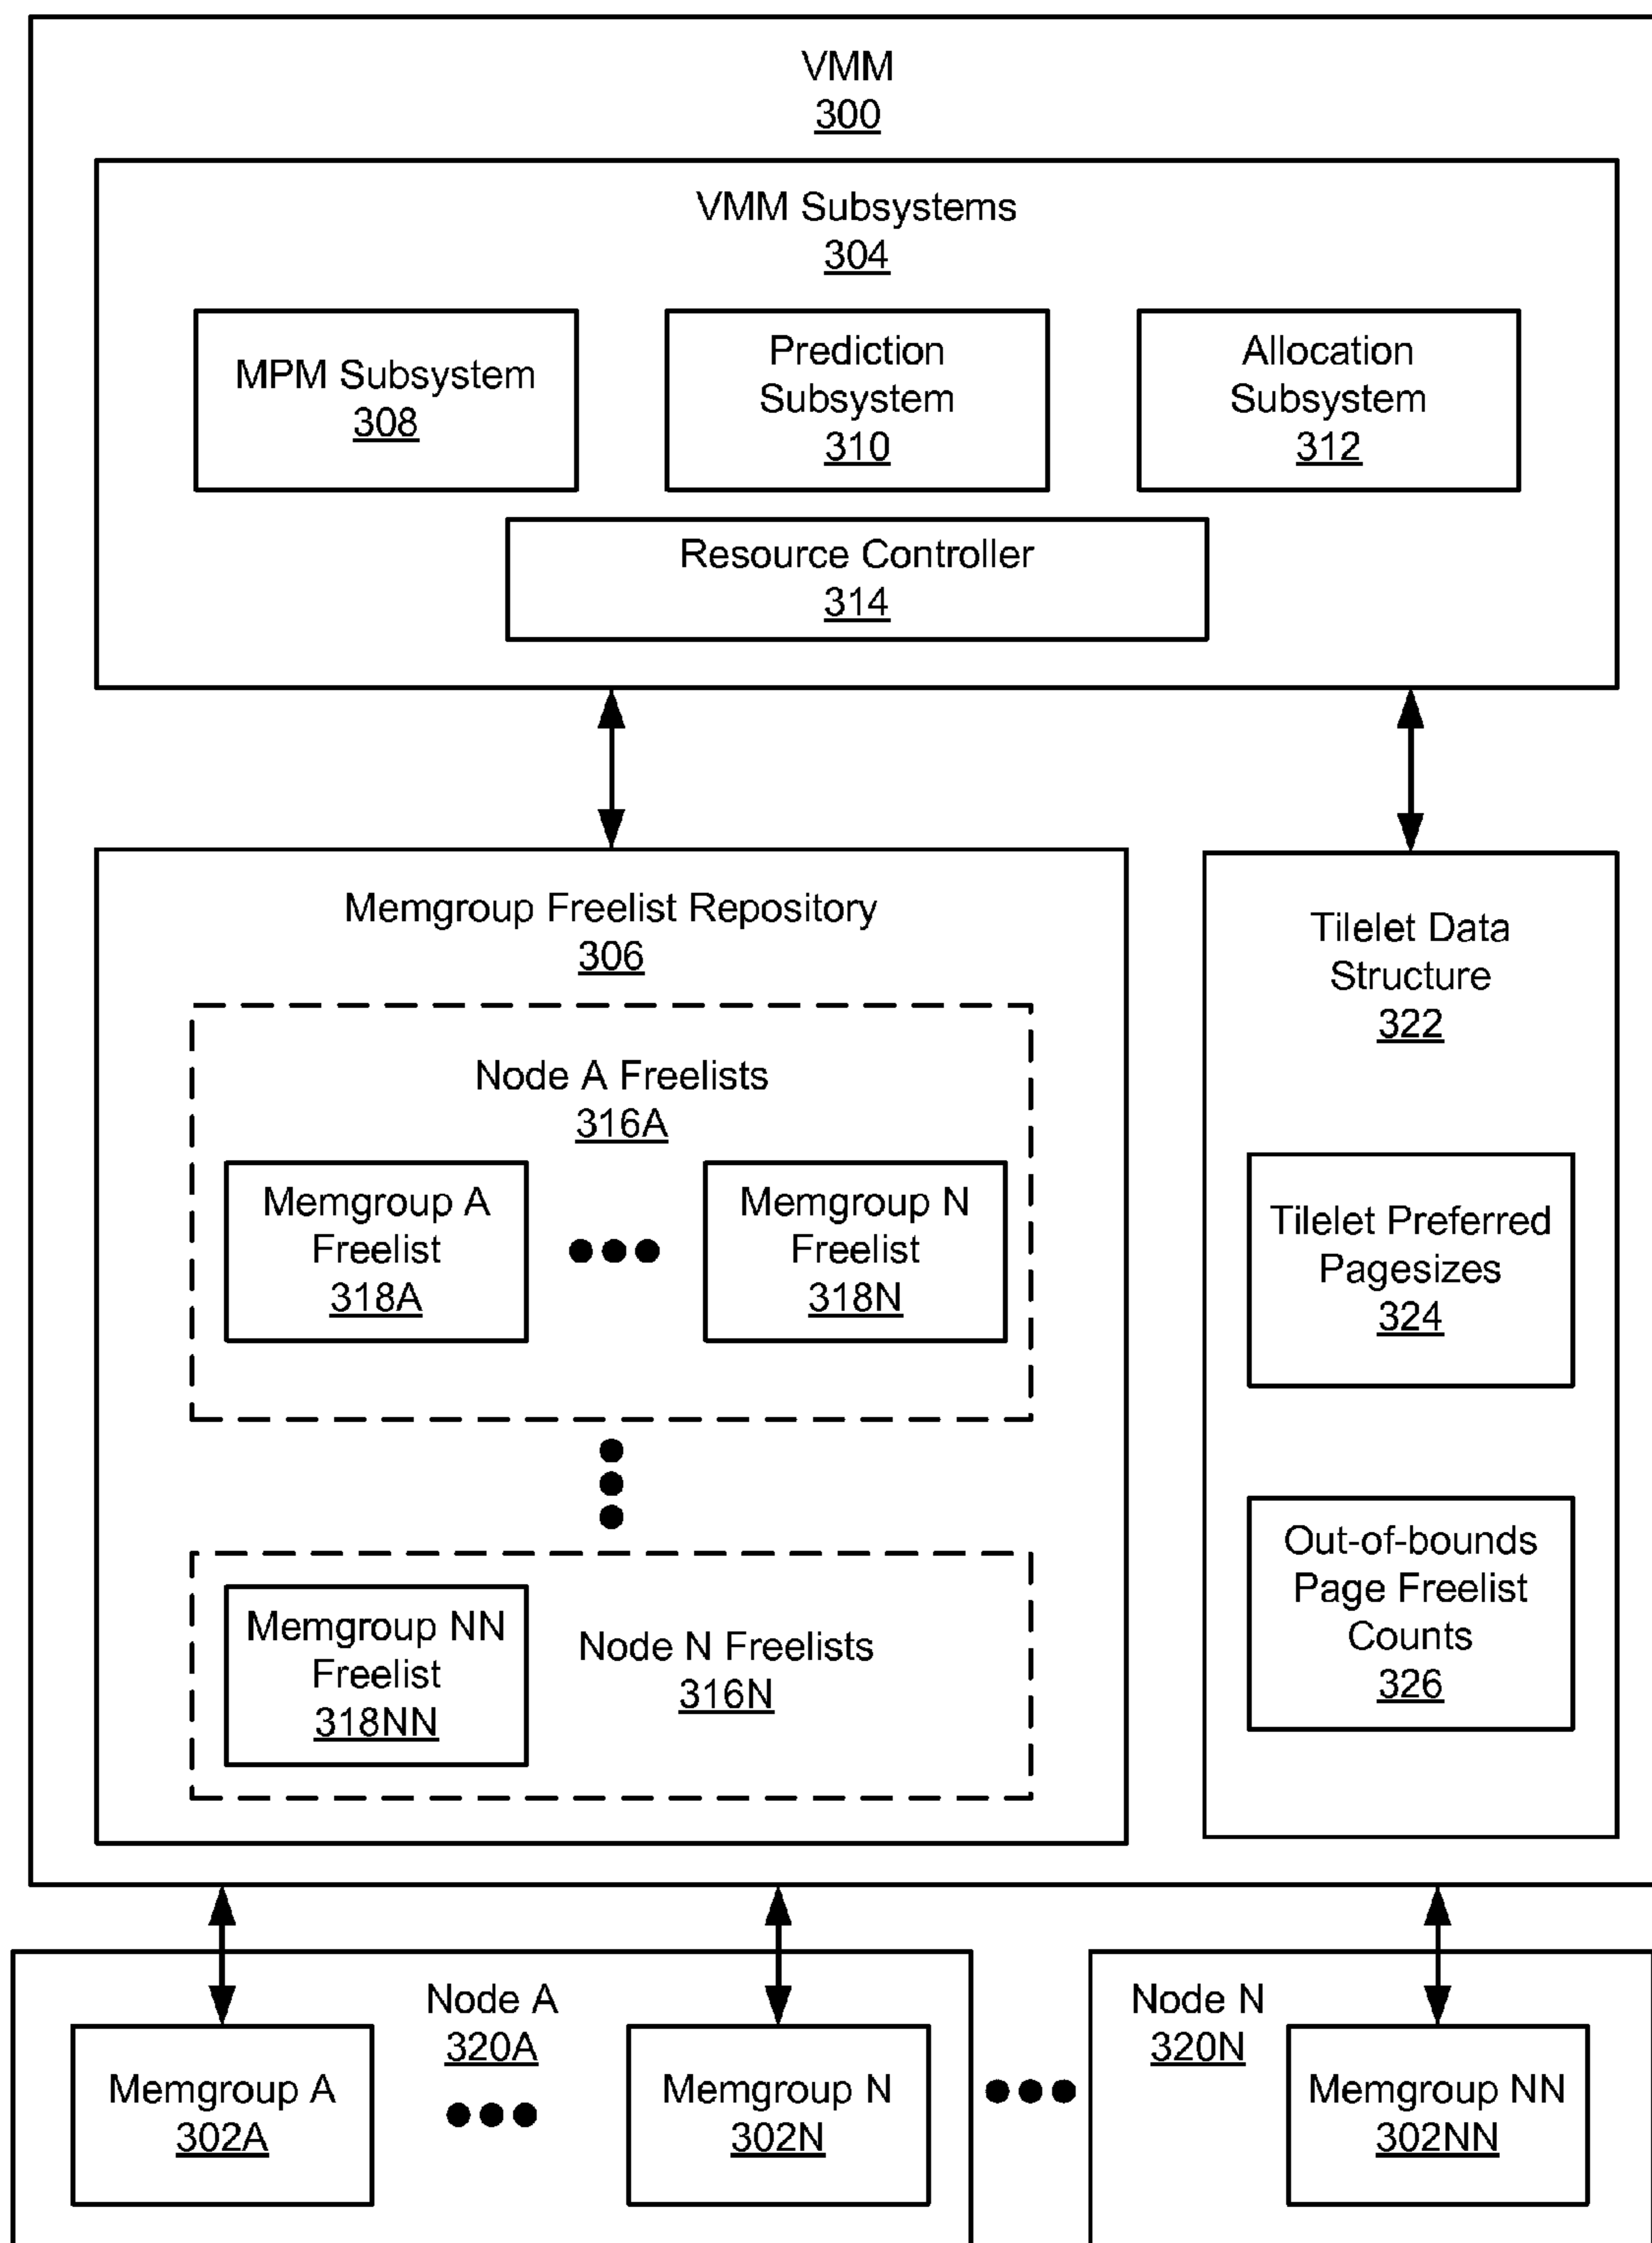 VMM
300
VMM Subsystems
304
MPM Subsystem
308
Prediction
Subsystem
310
Allocation
Subsystem
312
Resource Controller
314
Memgroup Freelist Repository
306
Node A Freelists
316A
Memgroup A
Freelist
318A
Memgroup N
Freelist
318N
Memgroup NN
Freelist
318NN
Node N Freelists
316N
Tilelet Data
Structure
322
Tilelet Preferred
Pagesizes
324
Out-of-bounds
Page Freelist
Counts
326
Node A
320A
Memgroup A
302A
Memgroup N
302N
Node N
320N
Memgroup NN
302NN